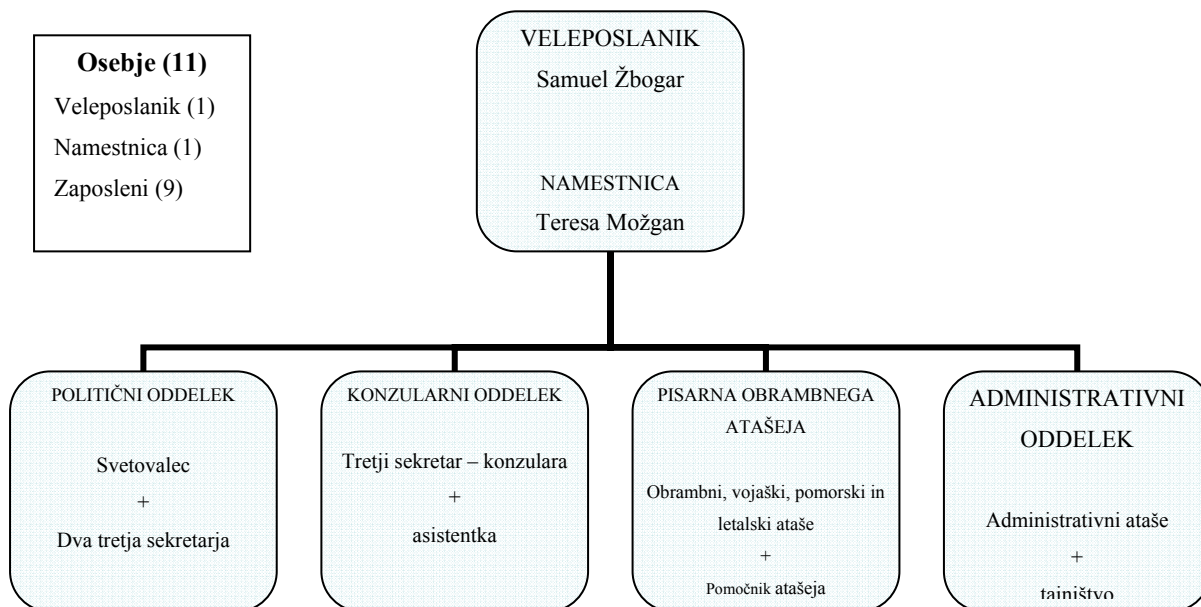 Osebje (11)
Veleposlanik (1)
Namestnica (1)
Zaposleni (9)
VELEPOSLANIK
Samuel Žbogar
NAMESTNICA
Teresa Možgan
POLITIČNI ODDELEK
Svetovalec
+
Dva tretja sekretarja
KONZULARNI ODDELEK
Tretji sekretar – konzulara
+
asistentka
PISARNA OBRAMBNEGA
ATAŠEJA
Obrambni, vojaški, pomorski in
letalski ataše
+
Pomočnik atašeja
ADMINISTRATIVNI
ODDELEK
Administrativni ataše
+
tajništvo